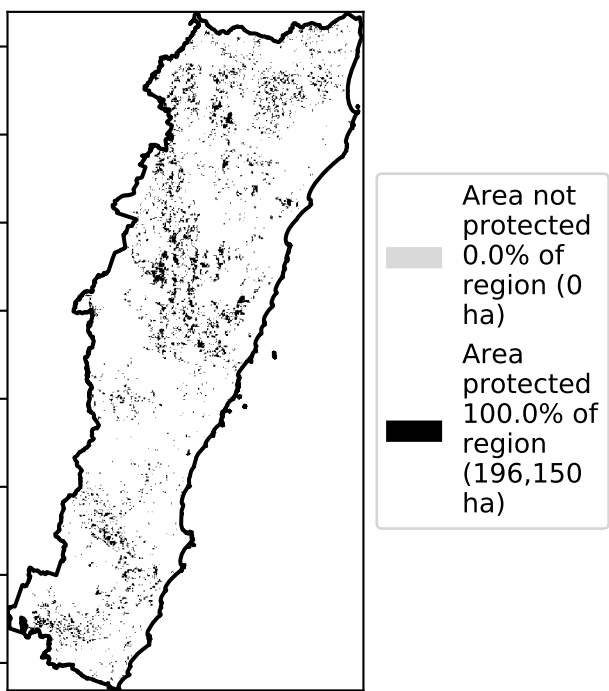 Area not
protected
0.0% of
region (0
ha)
Area
protected
100.0% of
region
(196,150
ha)